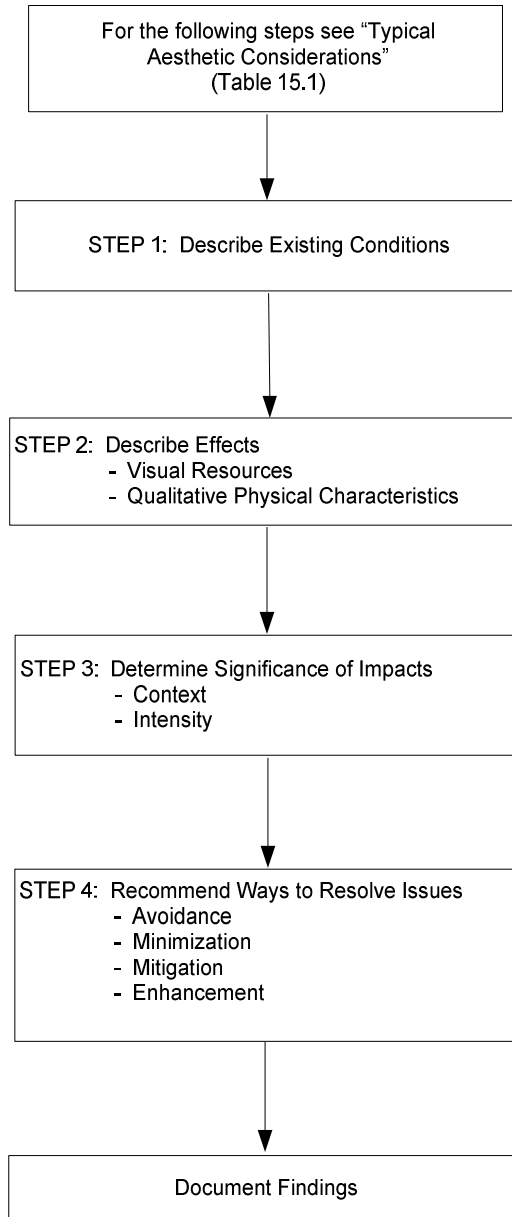 For the following steps see “Typical
Aesthetic Considerations”
(Table 15.1)
STEP 1: Describe Existing Conditions
STEP 2: Describe Effects
- Visual Resources
- Qualitative Physical Characteristics
STEP 3: Determine Significance of Impacts
- Context
- Intensity
STEP 4: Recommend Ways to Resolve Issues
- Avoidance
- Minimization
- Mitigation
- Enhancement
Document Findings